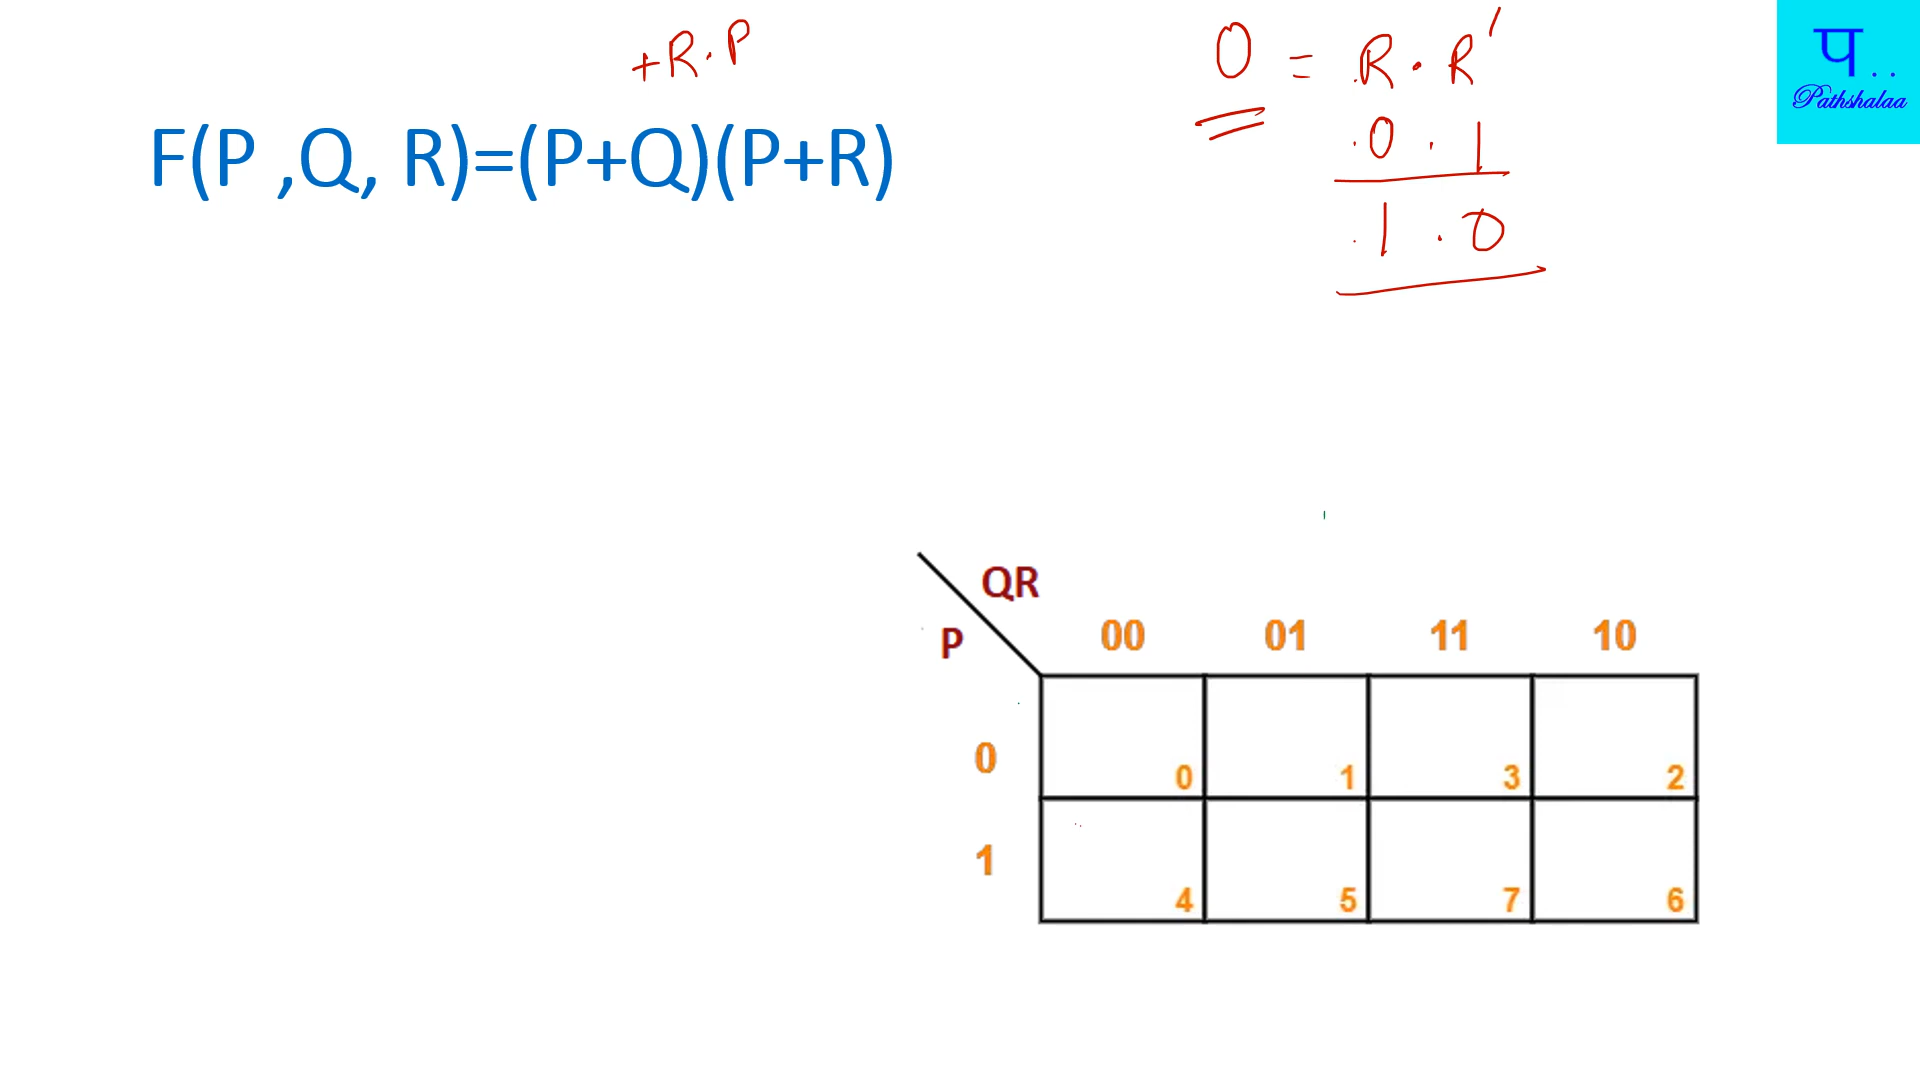 +R.P
0 = R.R'
प..
Pathshalaa
F(P ,Q, R)=(P+Q)(P+R)
0.1
1.0
QR
P
00 01 11 10
0
0 1 3 2
1
4 5 7 6